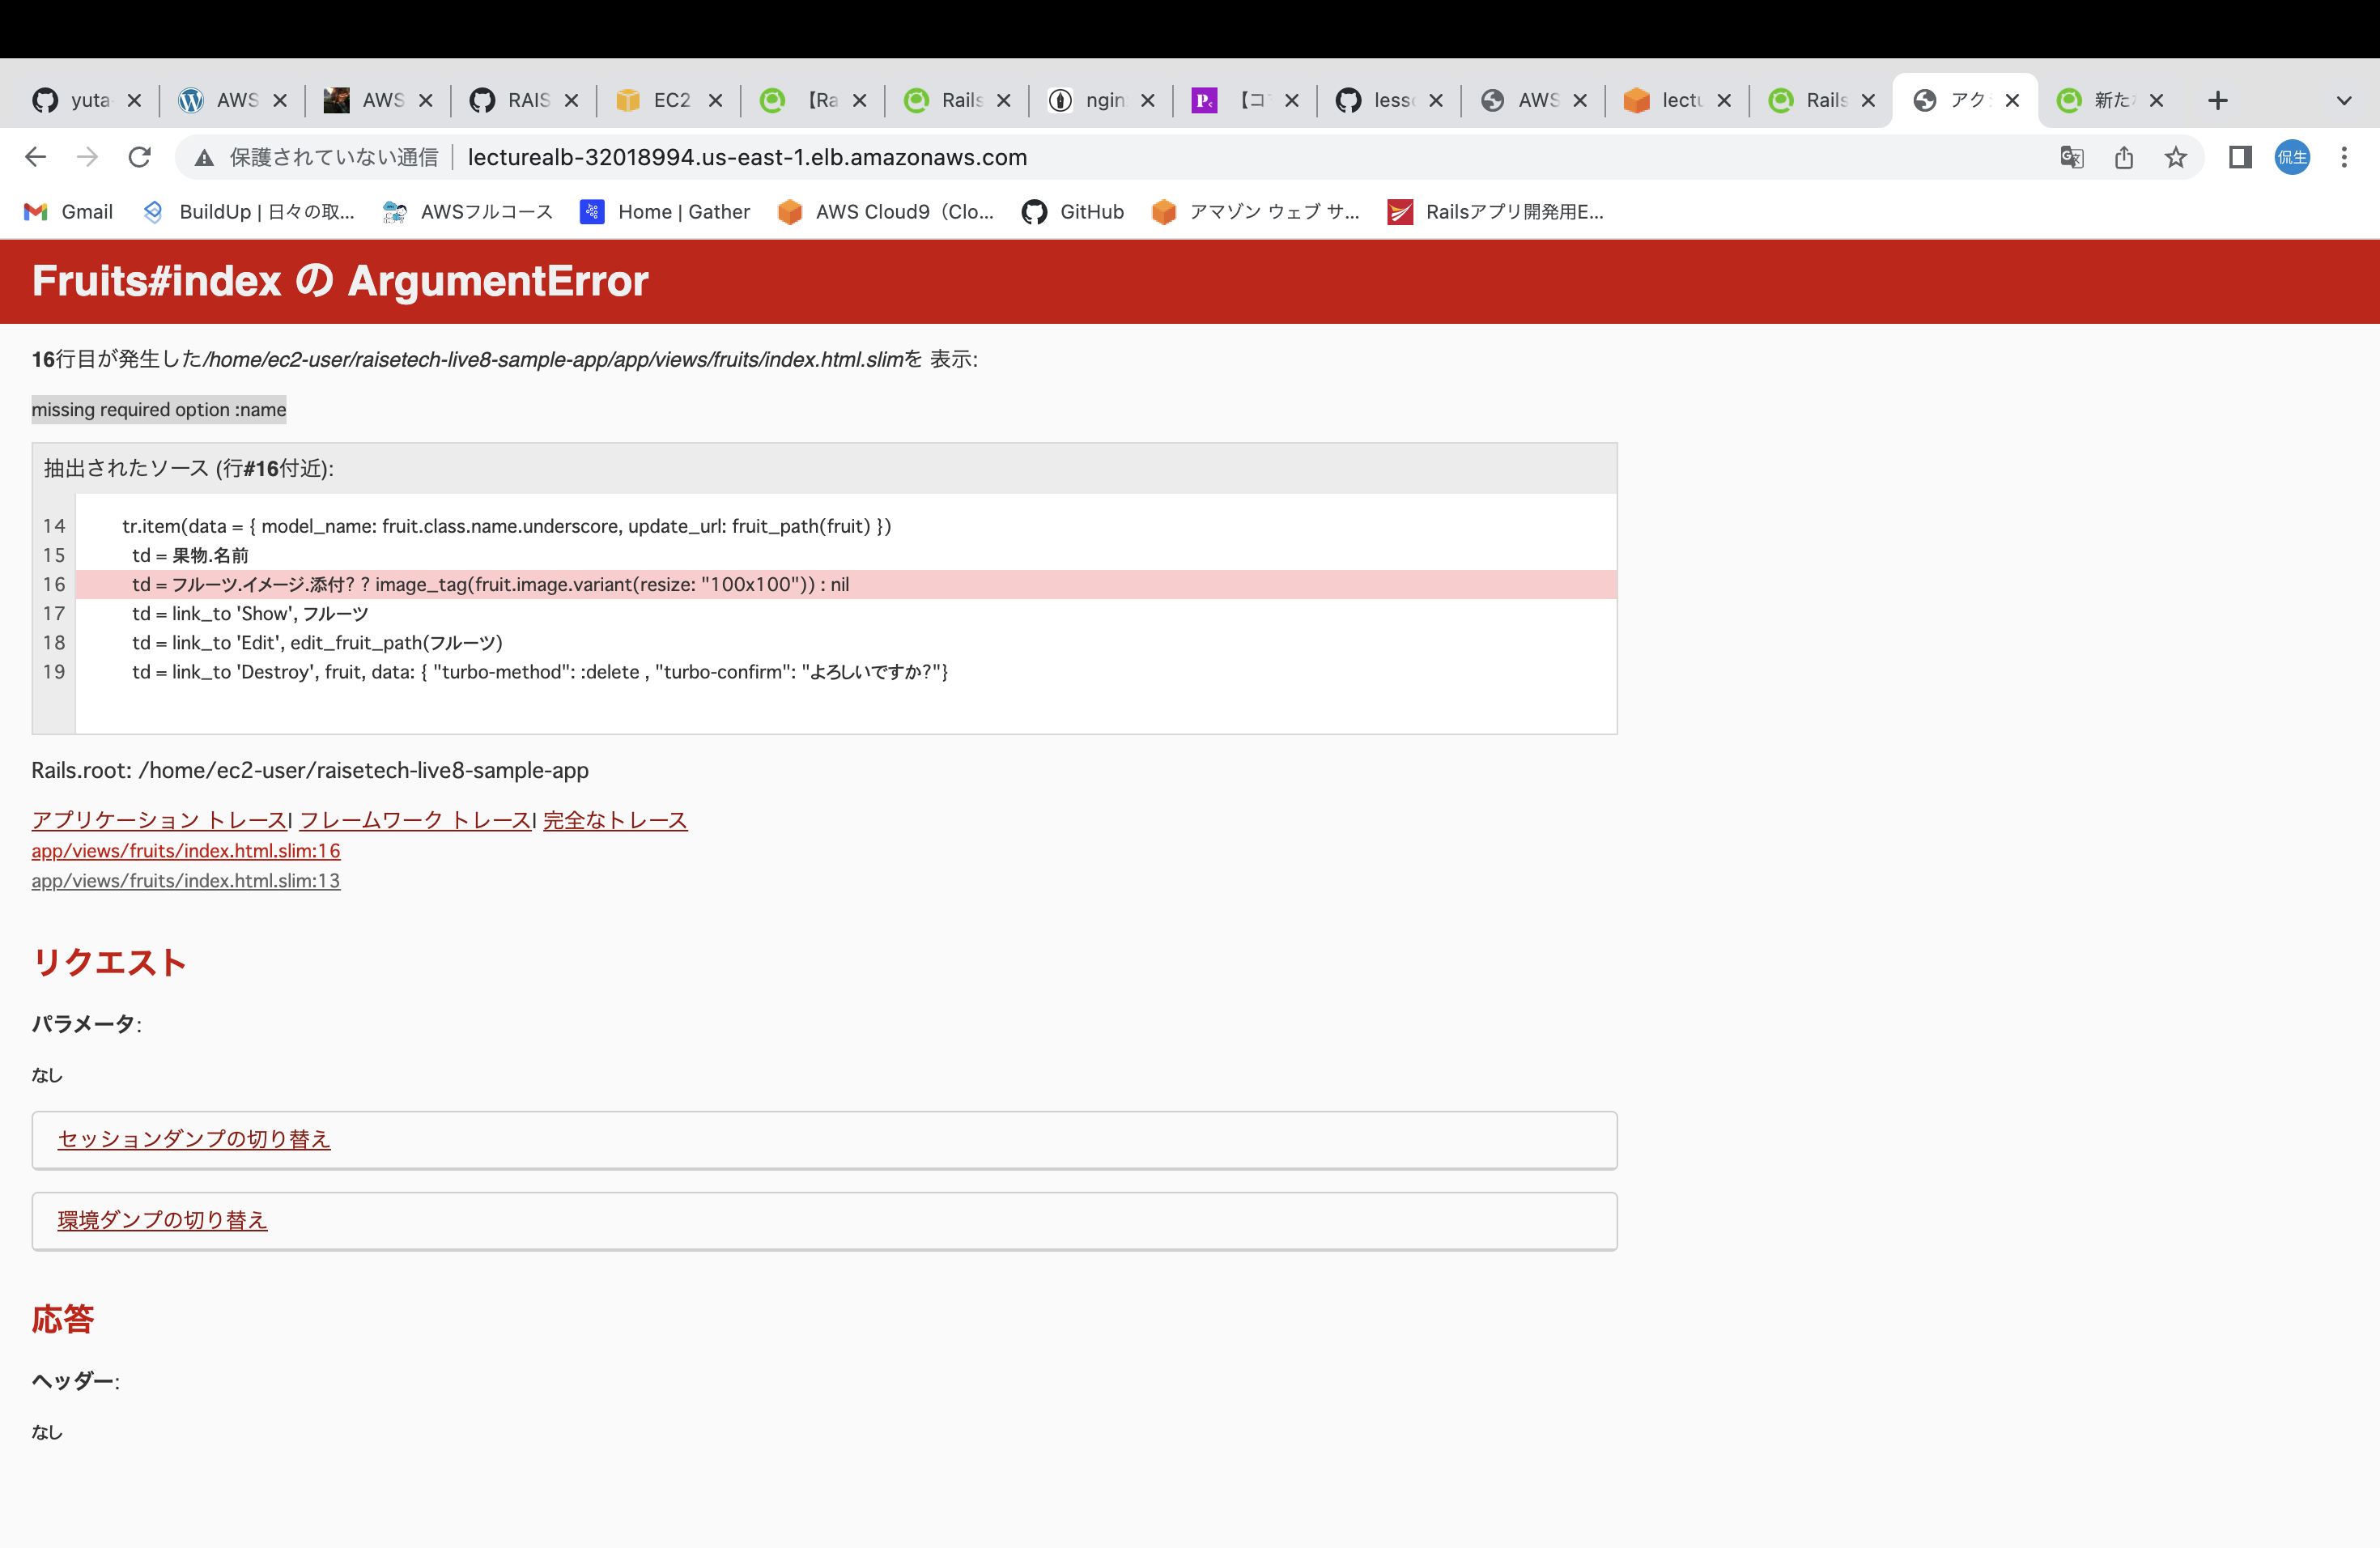 yuta
AWS
AWS
RAIS
EC2
【Ra
Rails
ngin
【コ
less
AWS
lectu
Rails
アク
新た
保護されていない通信
lecturealb-32018994.us-east-1.elb.amazonaws.com
侃生
Gmail
BuildUp | 日々の取...
AWSフルコース
Home | Gather
AWS Cloud9（Clo...
GitHub
アマゾン ウェブ サ...
Railsアプリ開発用E...
Fruits#index の ArgumentError
16行目が発生した/home/ec2-user/raisetech-live8-sample-app/app/views/fruits/index.html.slimを 表示:
missing required option :name
抽出されたソース (行#16付近):
14 tr.item(data = { model_name: fruit.class.name.underscore, update_url: fruit_path(fruit) })
15 td = 果物.名前
16 td = フルーツ.イメージ.添付? ? image_tag(fruit.image.variant(resize: "100x100")) : nil
17 td = link_to 'Show', フルーツ
18 td = link_to 'Edit', edit_fruit_path(フルーツ)
19 td = link_to 'Destroy', fruit, data: { "turbo-method": :delete , "turbo-confirm": "よろしいですか?"}
Rails.root: /home/ec2-user/raisetech-live8-sample-app
アプリケーション トレース| フレームワーク トレース| 完全なトレース
app/views/fruits/index.html.slim:16
app/views/fruits/index.html.slim:13
リクエスト
パラメータ:
なし
セッションダンプの切り替え
環境ダンプの切り替え
応答
ヘッダー:
なし